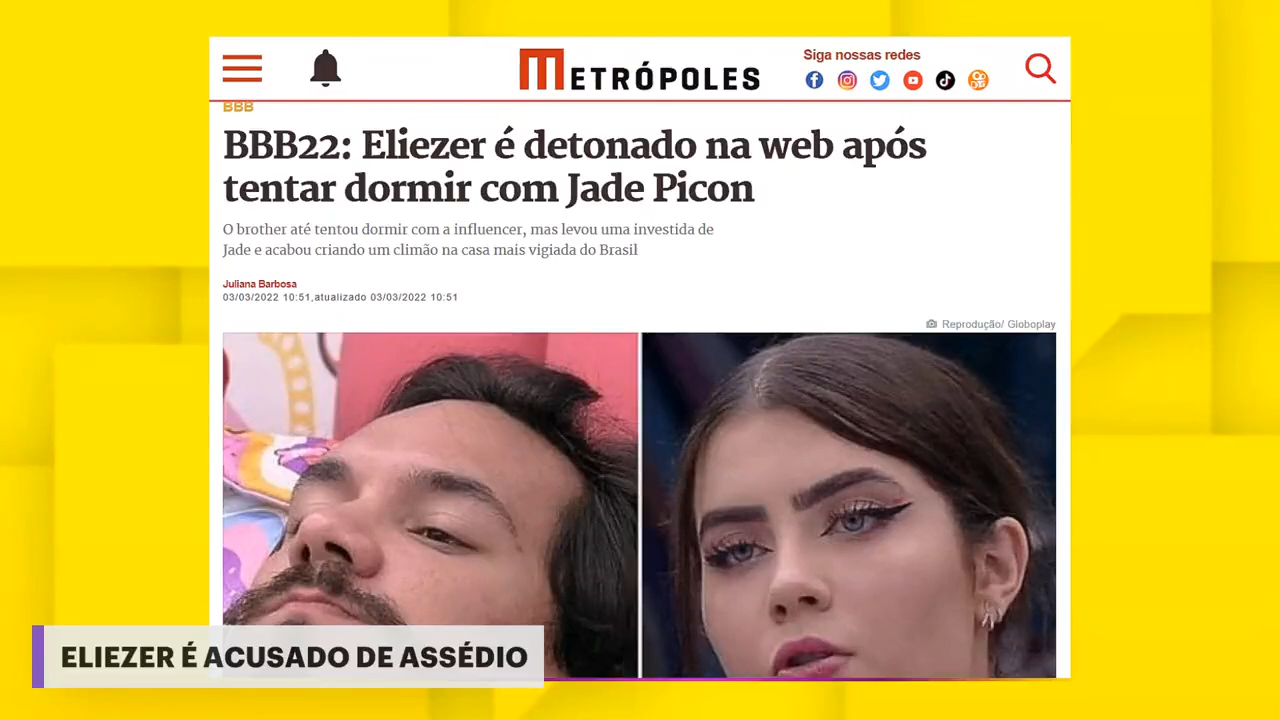 METRÓPOLES
Siga nossas redes
BBB
BBB22: Eliezer é detonado na web após
tentar dormir com Jade Picon
O brother até tentou dormir com a influencer, mas levou uma investida de
Jade e acabou criando um climão na casa mais vigiada do Brasil
Juliana Barbosa
03/03/2022 10:51,atualizado 03/03/2022 10:51
Reprodução/ Globoplay
ELIEZER É ACUSADO DE ASSÉDIO